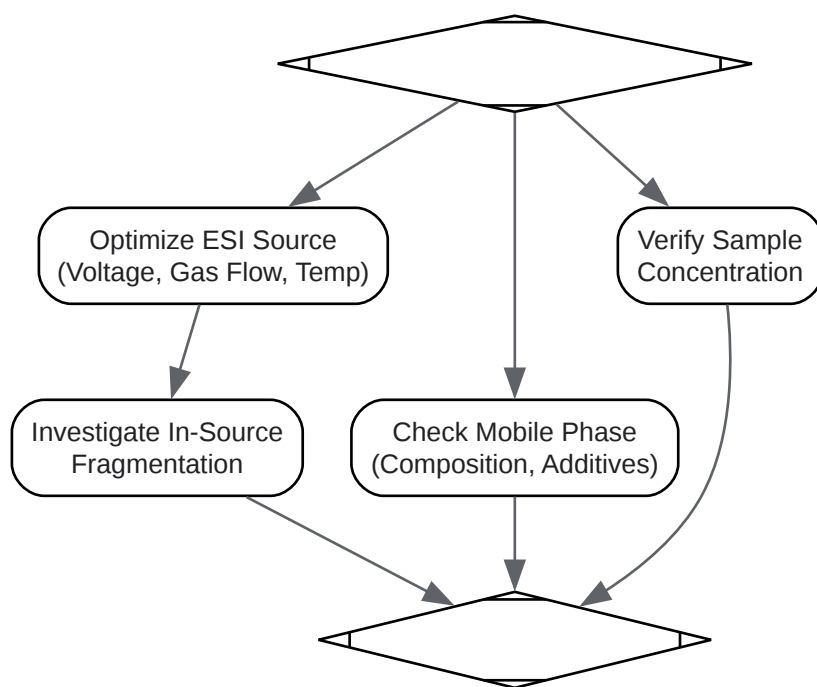 Optimize ESI Source
(Voltage, Gas Flow, Temp)
Verify Sample
Concentration
Investigate In-Source
Fragmentation
Check Mobile Phase
(Composition, Additives)